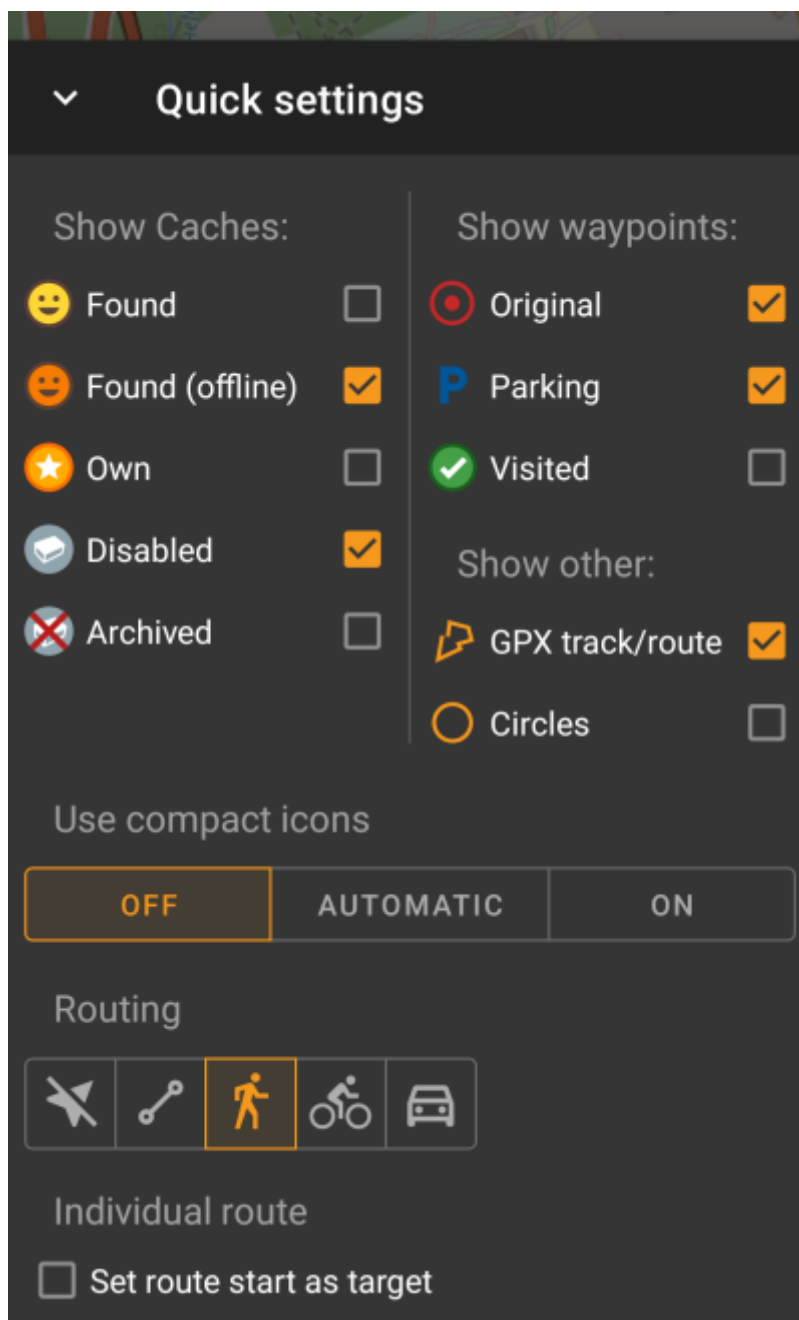 Quick settings
Show Caches:
Found
Found (offline)
Own
Disabled
Archived
Show waypoints:
Original
P Parking
Visited
Show other:
GPX track/route
Circles
Use compact icons
OFF
AUTOMATIC
ON
Routing
Individual route
Set route start as target